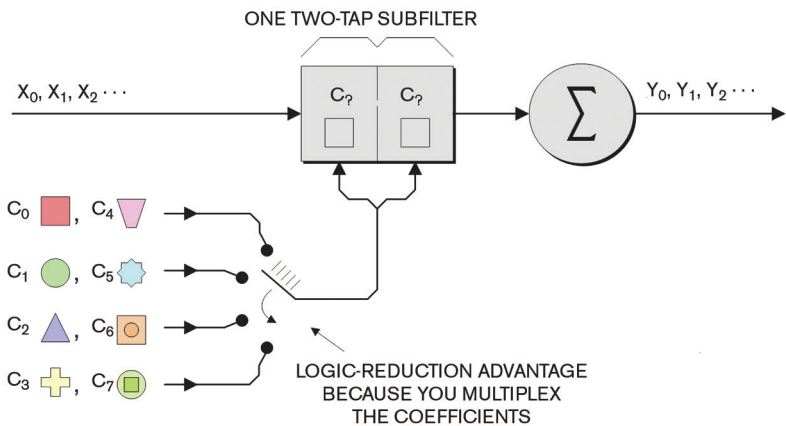 ONE TWO-TAP SUBFILTER
X0, X1, X2 ···
C? C?
Σ
Y0, Y1, Y2 ···
C0 , C4
C1 , C5
C2 , C6
C3 , C7
LOGIC-REDUCTION ADVANTAGE
BECAUSE YOU MULTIPLEX
THE COEFFICIENTS